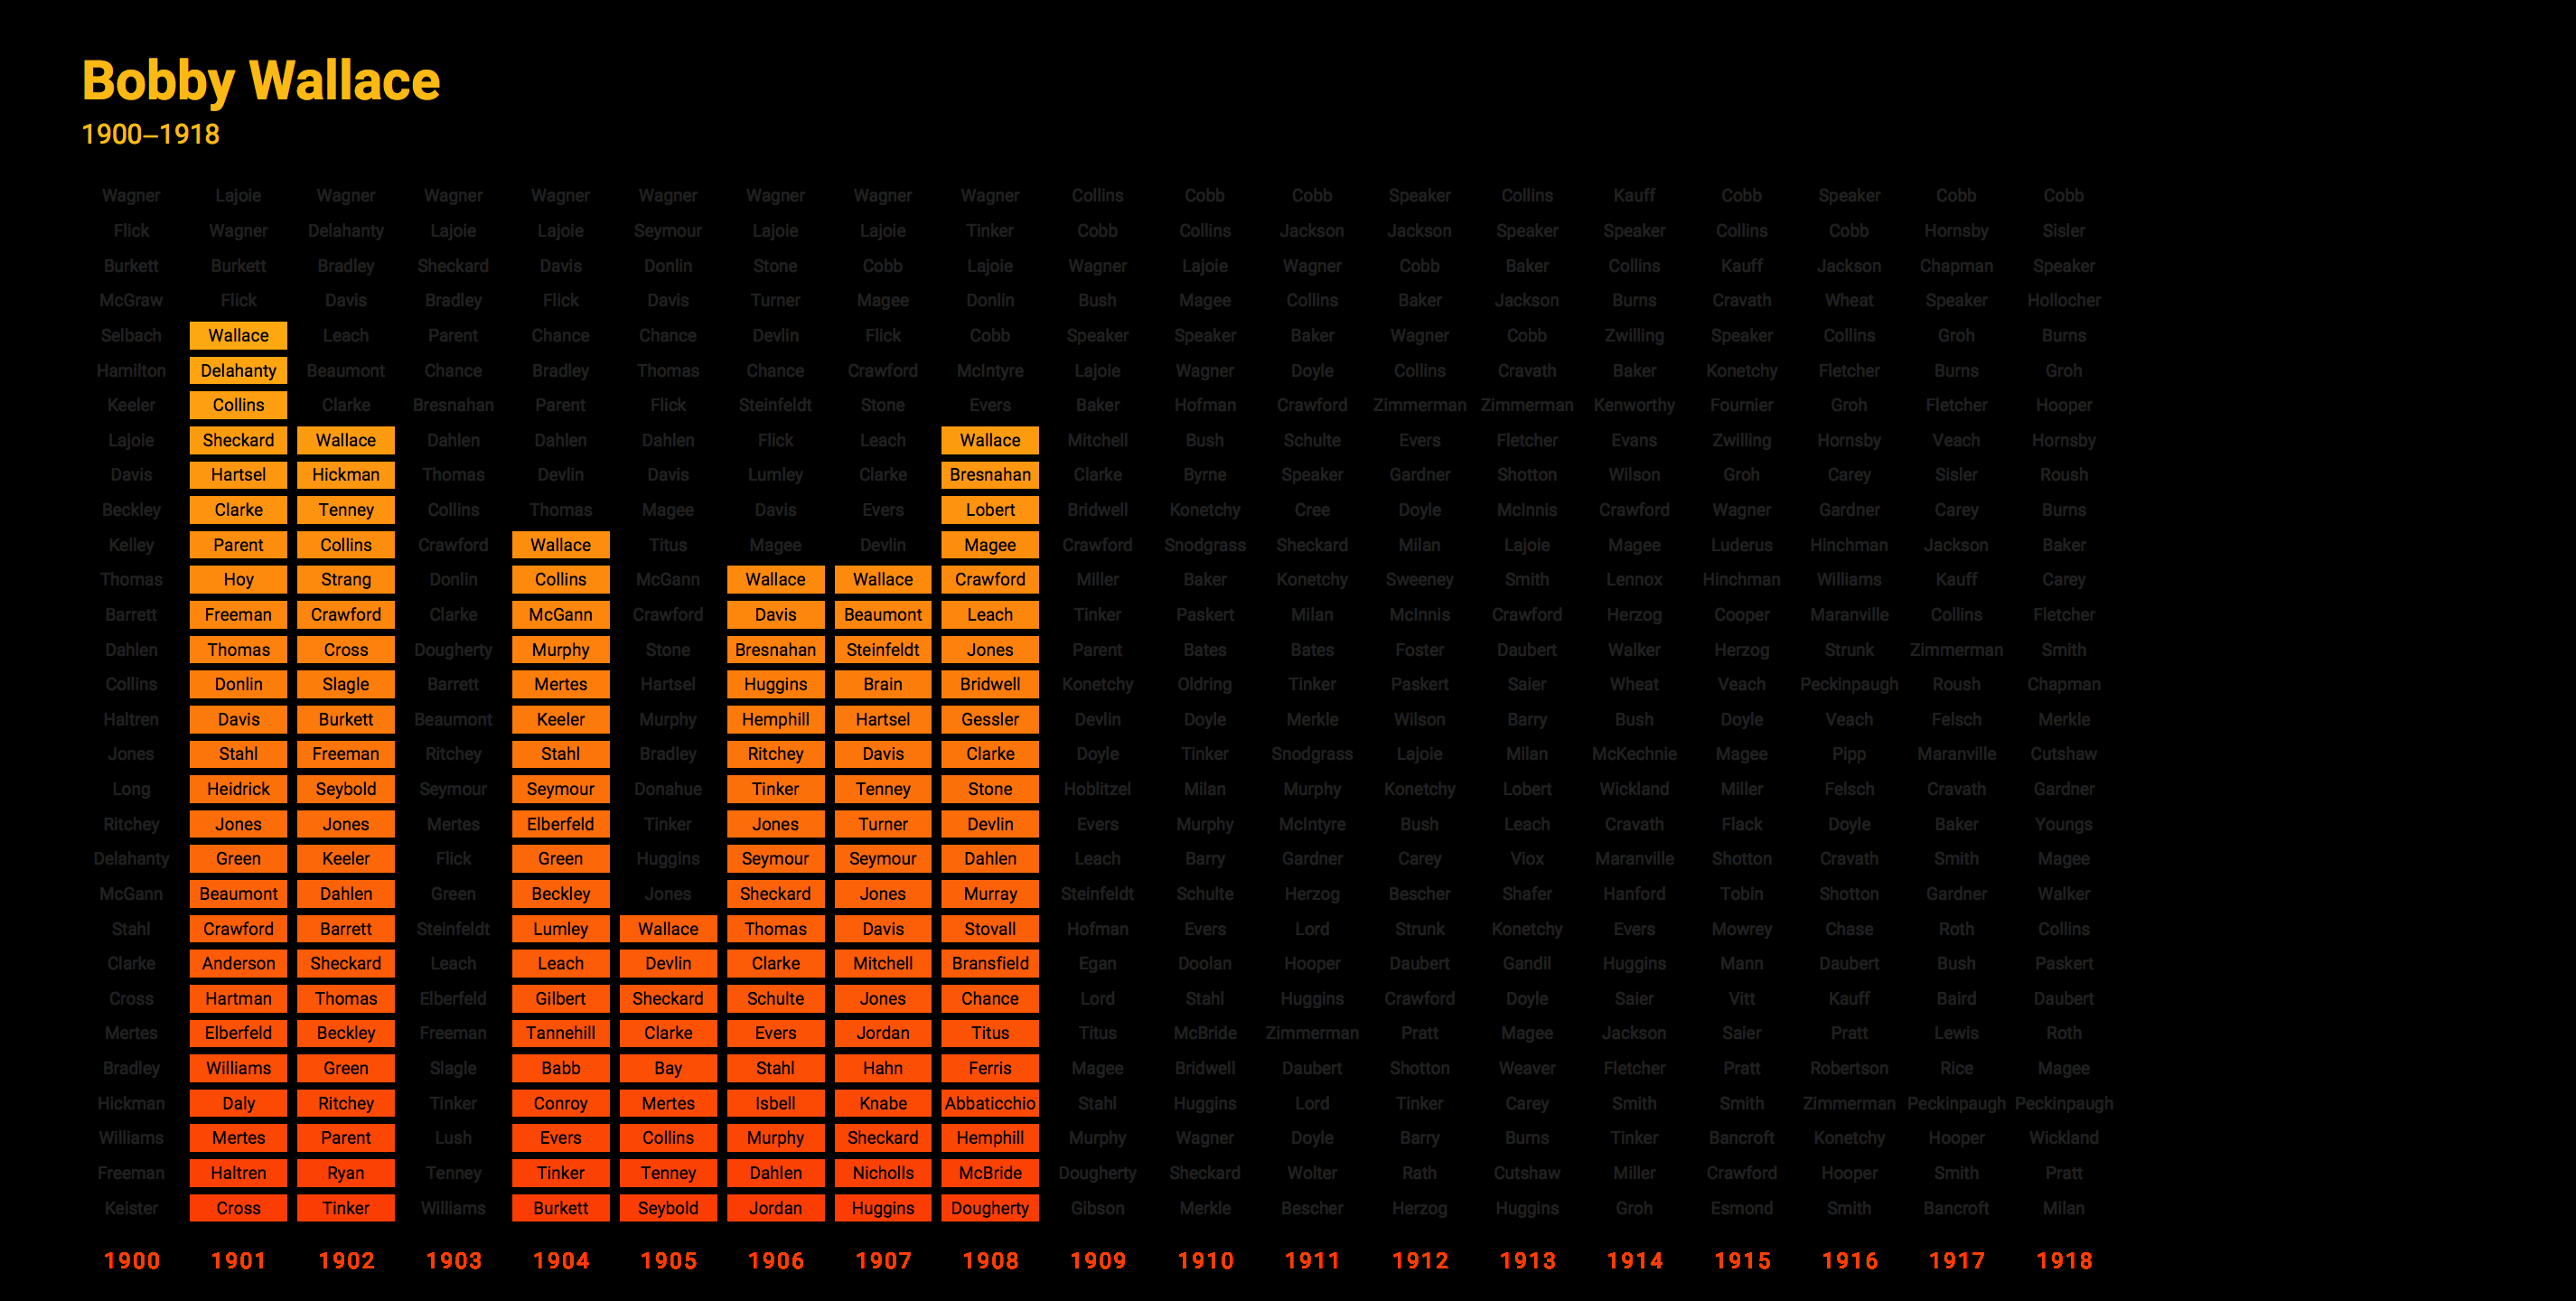 Bobby Wallace
1900–1918
Wagner Lajoie Wagner Wagner Wagner Wagner Wagner Wagner Wagner Collins Cobb Cobb Speaker Collins Kauff Cobb Speaker Cobb Cobb
Flick Wagner Delahanty Lajoie Lajoie Seymour Lajoie Lajoie Tinker Cobb Collins Jackson Jackson Speaker Speaker Collins Cobb Hornsby Sisler
Burkett Burkett Bradley Sheckard Davis Donlin Stone Cobb Lajoie Wagner Lajoie Wagner Cobb Baker Collins Kauff Jackson Chapman Speaker
McGraw Flick Davis Bradley Flick Davis Turner Magee Donlin Bush Magee Collins Baker Jackson Burns Cravath Wheat Speaker Hollocher
Selbach Wallace Leach Parent Chance Chance Devlin Flick Cobb Speaker Speaker Baker Wagner Cobb Zwilling Speaker Collins Groh Burns
Hamilton Delahanty Beaumont Chance Bradley Thomas Chance Crawford McIntyre Lajoie Wagner Doyle Collins Cravath Baker Konetchy Fletcher Burns Groh
Keeler Collins Clarke Bresnahan Parent Flick Steinfeldt Stone Evers Baker Hofman Crawford Zimmerman Zimmerman Kenworthy Fournier Groh Fletcher Hooper
Lajoie Sheckard Wallace Dahlen Dahlen Dahlen Flick Leach Wallace Mitchell Bush Schulte Evers Fletcher Evans Zwilling Hornsby Veach Hornsby
Davis Hartsel Hickman Thomas Devlin Davis Lumley Clarke Bresnahan Clarke Byrne Speaker Gardner Shotton Wilson Groh Carey Sisler Roush
Beckley Clarke Tenney Collins Thomas Magee Davis Evers Lobert Bridwell Konetchy Cree Doyle McInnis Crawford Wagner Gardner Carey Burns
Kelley Parent Collins Crawford Wallace Titus Magee Devlin Magee Crawford Snodgrass Sheckard Milan Lajoie Magee Luderus Hinchman Jackson Baker
Thomas Hoy Strang Donlin Collins McGann Wallace Wallace Crawford Miller Baker Konetchy Sweeney Smith Lennox Hinchman Williams Kauff Carey
Barrett Freeman Crawford Clarke McGann Crawford Davis Beaumont Leach Tinker Paskert Milan McInnis Crawford Herzog Cooper Maranville Collins Fletcher
Dahlen Thomas Cross Dougherty Murphy Stone Bresnahan Steinfeldt Jones Parent Bates Bates Foster Daubert Walker Herzog Strunk Zimmerman Smith
Collins Donlin Slagle Barrett Mertes Hartsel Huggins Brain Bridwell Konetchy Oldring Tinker Paskert Saier Wheat Veach Peckinpaugh Roush Chapman
Haltren Davis Burkett Beaumont Keeler Murphy Hemphill Hartsel Gessler Devlin Doyle Merkle Wilson Barry Bush Doyle Veach Felsch Merkle
Jones Stahl Freeman Ritchey Stahl Bradley Ritchey Davis Clarke Doyle Tinker Snodgrass Lajoie Milan McKechnie Magee Pipp Maranville Cutshaw
Long Heidrick Seybold Seymour Seymour Donahue Tinker Tenney Stone Hoblitzel Milan Murphy Konetchy Lobert Wickland Miller Felsch Cravath Gardner
Ritchey Jones Jones Mertes Elberfeld Tinker Jones Turner Devlin Evers Murphy McIntyre Bush Leach Cravath Flack Doyle Baker Youngs
Delahanty Green Keeler Flick Green Huggins Seymour Seymour Dahlen Leach Barry Gardner Carey Viox Maranville Shotton Cravath Smith Magee
McGann Beaumont Dahlen Green Beckley Jones Sheckard Jones Murray Steinfeldt Schulte Herzog Bescher Shafer Hanford Tobin Shotton Gardner Walker
Stahl Crawford Barrett Steinfeldt Lumley Wallace Thomas Davis Stovall Hofman Evers Lord Strunk Konetchy Evers Mowrey Chase Roth Collins
Clarke Anderson Sheckard Leach Leach Devlin Clarke Mitchell Bransfield Egan Doolan Hooper Daubert Gandil Huggins Mann Daubert Bush Paskert
Cross Hartman Thomas Elberfeld Gilbert Sheckard Schulte Jones Chance Lord Stahl Huggins Crawford Doyle Saier Vitt Kauff Baird Daubert
Mertes Elberfeld Beckley Freeman Tannehill Clarke Evers Jordan Titus Titus McBride Zimmerman Pratt Magee Jackson Saier Pratt Lewis Roth
Bradley Williams Green Slagle Babb Bay Stahl Hahn Ferris Magee Bridwell Daubert Shotton Weaver Fletcher Pratt Robertson Rice Magee
Hickman Daly Ritchey Tinker Conroy Mertes Isbell Knabe Abbaticchio Stahl Huggins Lord Tinker Carey Smith Smith Zimmerman Peckinpaugh Peckinpaugh
Williams Mertes Parent Lush Evers Collins Murphy Sheckard Hemphill Murphy Wagner Doyle Barry Burns Tinker Bancroft Konetchy Hooper Wickland
Freeman Haltren Ryan Tenney Tinker Tenney Dahlen Nicholls McBride Dougherty Sheckard Wolter Rath Cutshaw Miller Crawford Hooper Smith Pratt
Keister Cross Tinker Williams Burkett Seybold Jordan Huggins Dougherty Gibson Merkle Bescher Herzog Huggins Groh Esmond Smith Bancroft Milan
1900 1901 1902 1903 1904 1905 1906 1907 1908 1909 1910 1911 1912 1913 1914 1915 1916 1917 1918